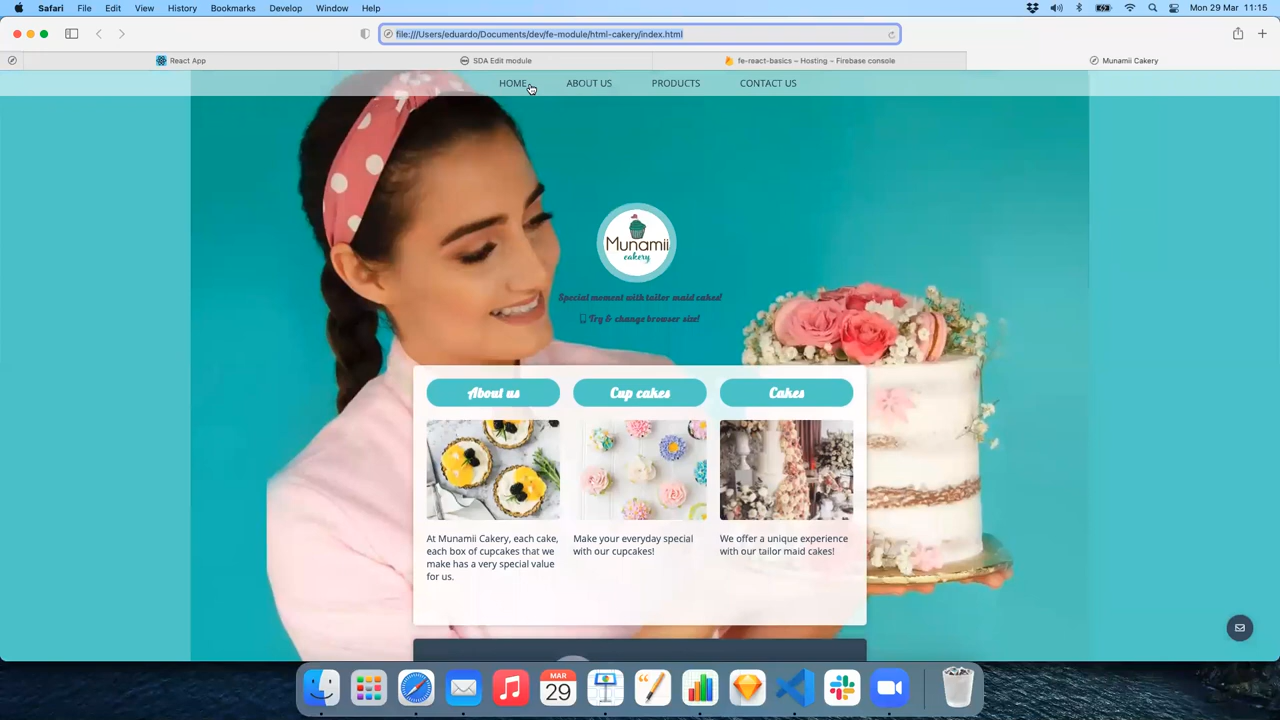 Safari File Edit View History Bookmarks Develop Window Help Mon 29 Mar 11:15
file:///Users/eduardo/Documents/dev/fe-module/html-cakery/index.html
React App SDA Edit module fe-react-basics – Hosting – Firebase console Munamii Cakery
HOME ABOUT US PRODUCTS CONTACT US
Munamii
cakery
Special moment with tailor maid cakes!
Try & change browser size!
About us Cup cakes Cakes
At Munamii Cakery, each cake, Make your everyday special We offer a unique experience
each box of cupcakes that we with our cupcakes! with our tailor maid cakes!
make has a very special value
for us.
MAR
29